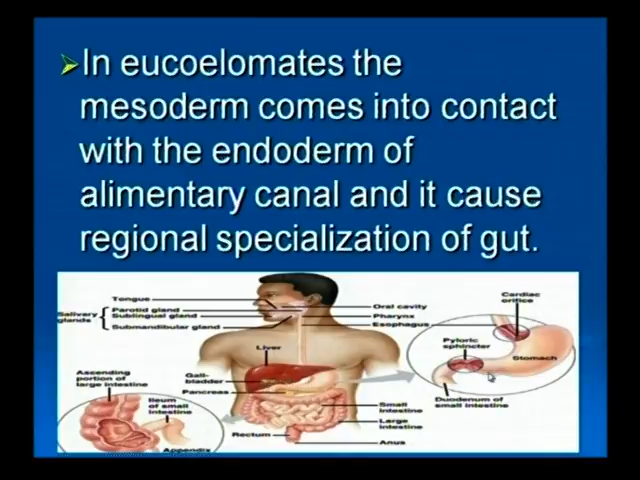 In eucoelomates the
mesoderm comes into contact
with the endoderm of
alimentary canal and it cause
regional specialization of gut.
Tongue
Parotid gland
Sublingual gland
Submandibular gland
Salivary
glands
Oral cavity
Pharynx
Esophagus
Cardiac
orifice
Pyloric
sphincter
Stomach
Duodenum of
small intestine
Liver
Gall-
bladder
Pancreas
Ascending
portion of
large intestine
Ileum
of small
intestine
Appendix
Small
intestine
Large
intestine
Rectum
Anus